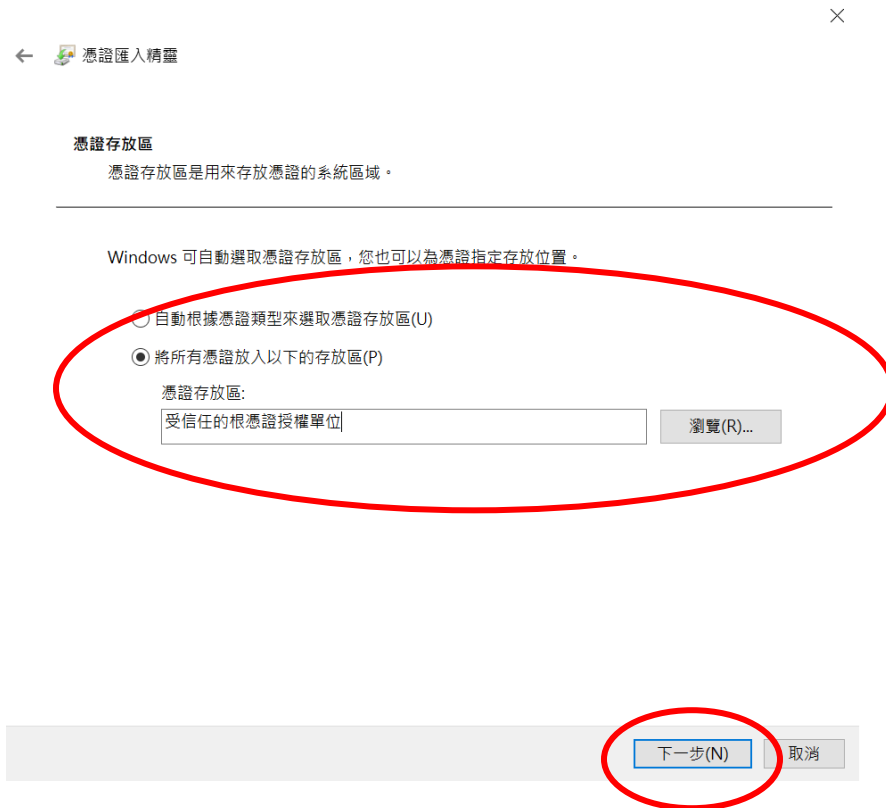 憑證匯入精靈
憑證存放區
憑證存放區是用來存放憑證的系統區域。
Windows 可自動選取憑證存放區，您也可以為憑證指定存放位置。
自動根據憑證類型來選取憑證存放區(U)
將所有憑證放入以下的存放區(P)
憑證存放區:
受信任的根憑證授權單位
瀏覽(R)...
下一步(N)
取消